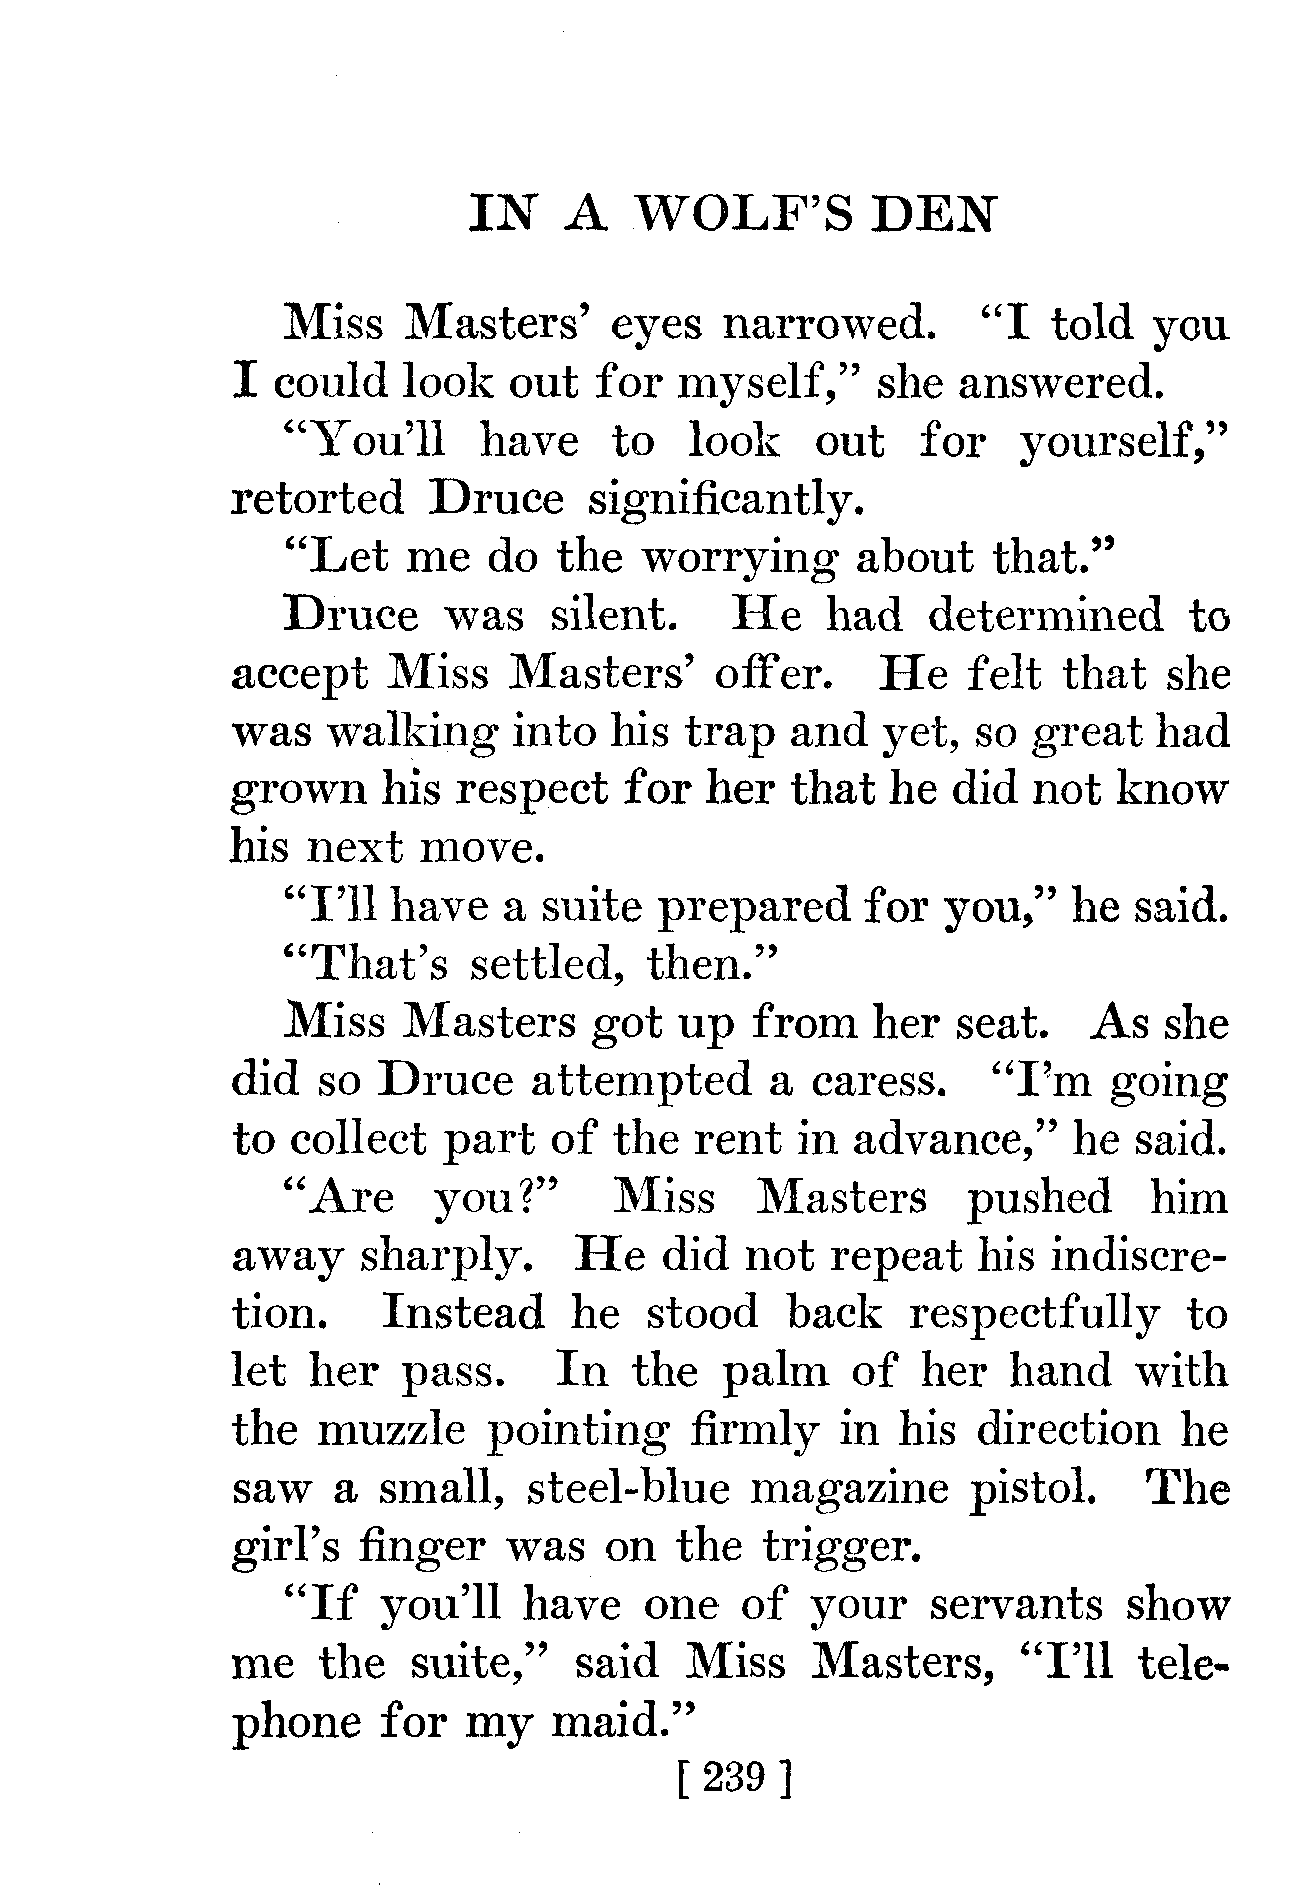 IN A WOLF'S DEN
Miss Masters' eyes narrowed. "I told you
I could look out for myself," she answered.
"You'll have to look out for yourself,"
retorted Druce significantly.
"Let me do the worrying about that."
Druce was silent. He had determined to
accept Miss Masters' offer. He felt that she
was walking into his trap and yet, so great had
grown his respect for her that he did not know
his next move.
"I'll have a suite prepared for you," he said.
"That's settled, then."
Miss Masters got up from her seat. As she
did so Druce attempted a caress. "I'm going
to collect part of the rent in advance," he said.
"Are you?" Miss Masters pushed him
away sharply. He did not repeat his indiscre-
tion. Instead he stood back respectfully to
let her pass. In the palm of her hand with
the muzzle pointing firmly in his direction he
saw a small, steel-blue magazine pistol. The
girl's finger was on the trigger.
"If you'll have one of your servants show
me the suite," said Miss Masters, "I'll tele-
phone for my maid."
[ 239 ]